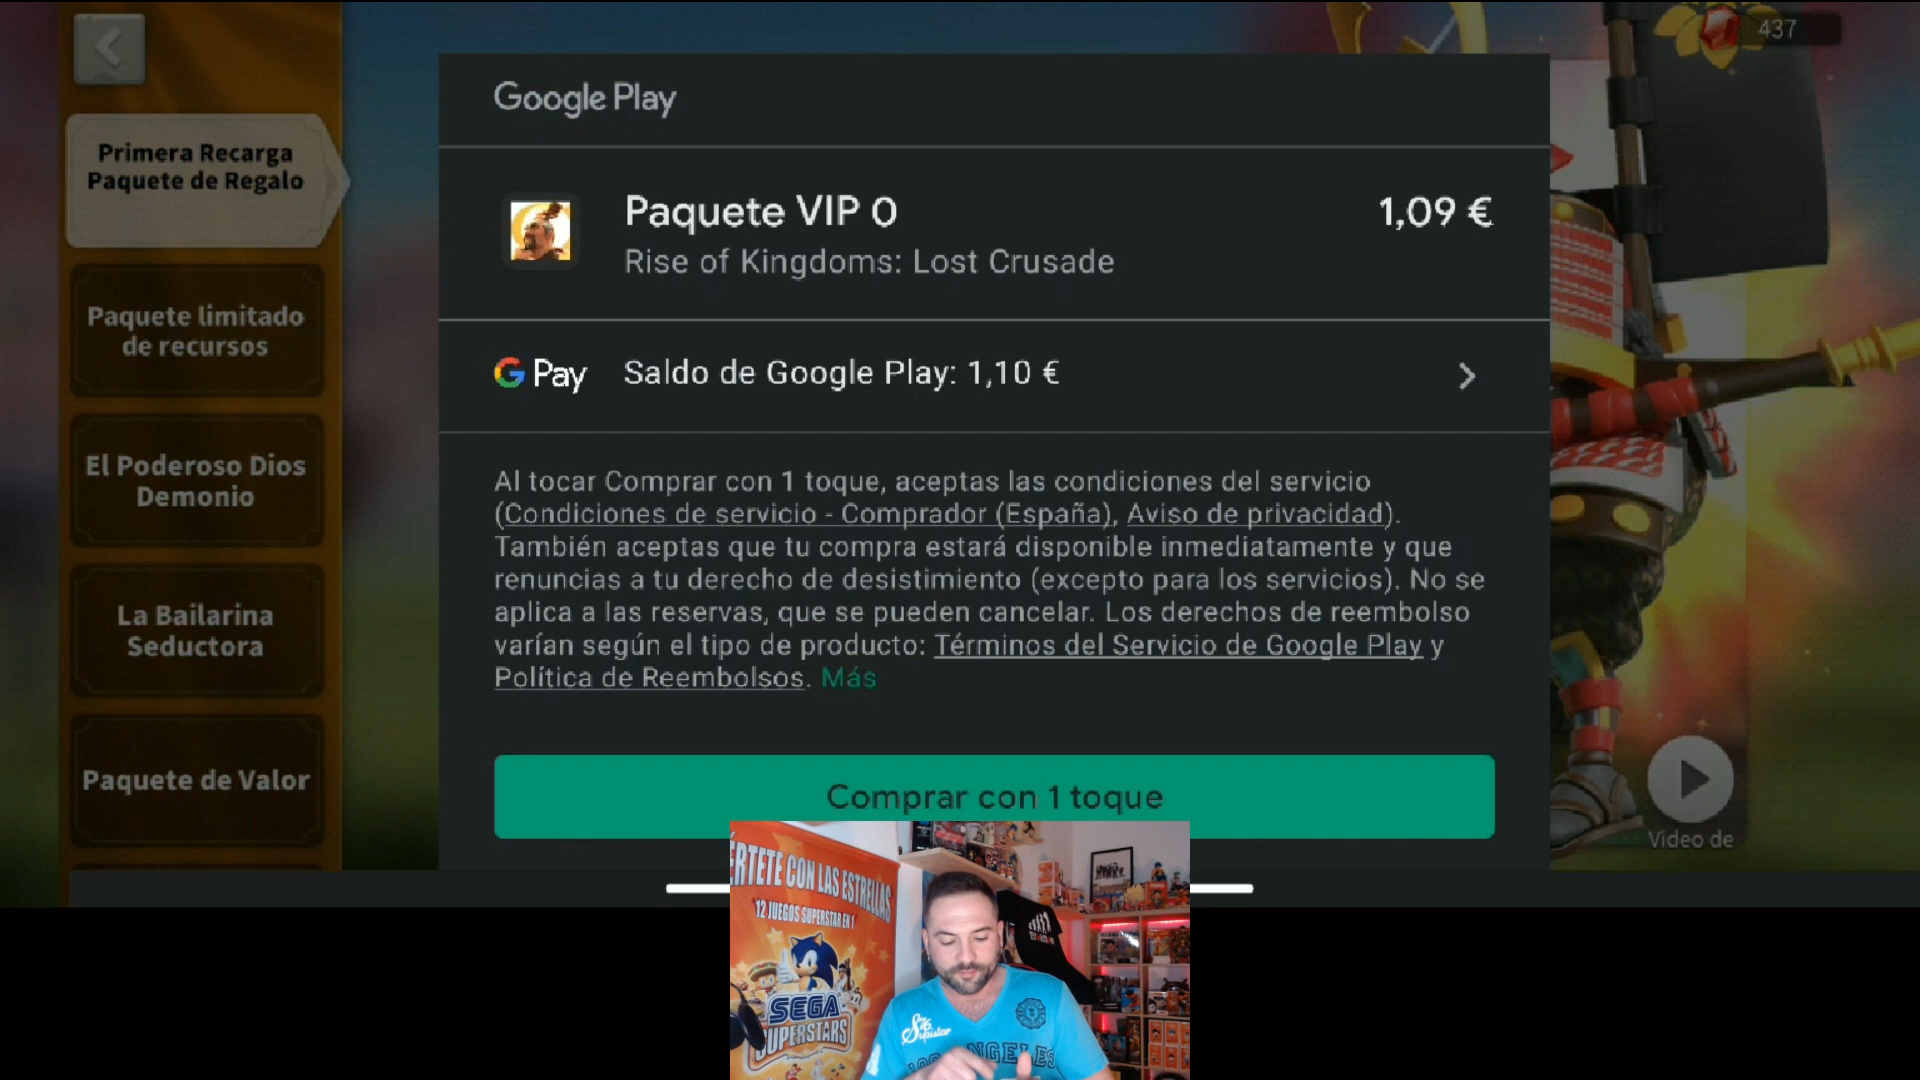 437
Primera Recarga
Paquete de Regalo
Paquete limitado
de recursos
El Poderoso Dios
Demonio
La Bailarina
Seductora
Paquete de Valor
Google Play
Paquete VIP 0
1,09 €
Rise of Kingdoms: Lost Crusade
G Pay
Saldo de Google Play: 1,10 €
Al tocar Comprar con 1 toque, aceptas las condiciones del servicio
(Condiciones de servicio - Comprador (España), Aviso de privacidad).
También aceptas que tu compra estará disponible inmediatamente y que
renuncias a tu derecho de desistimiento (excepto para los servicios). No se
aplica a las reservas, que se pueden cancelar. Los derechos de reembolso
varían según el tipo de producto: Términos del Servicio de Google Play y
Política de Reembolsos. Más
Comprar con 1 toque
Video de
ÉRTETE CON LAS ESTRELLAS
12 JUEGOS SUPERSTAR EN 1
SEGA
SUPERSTARS